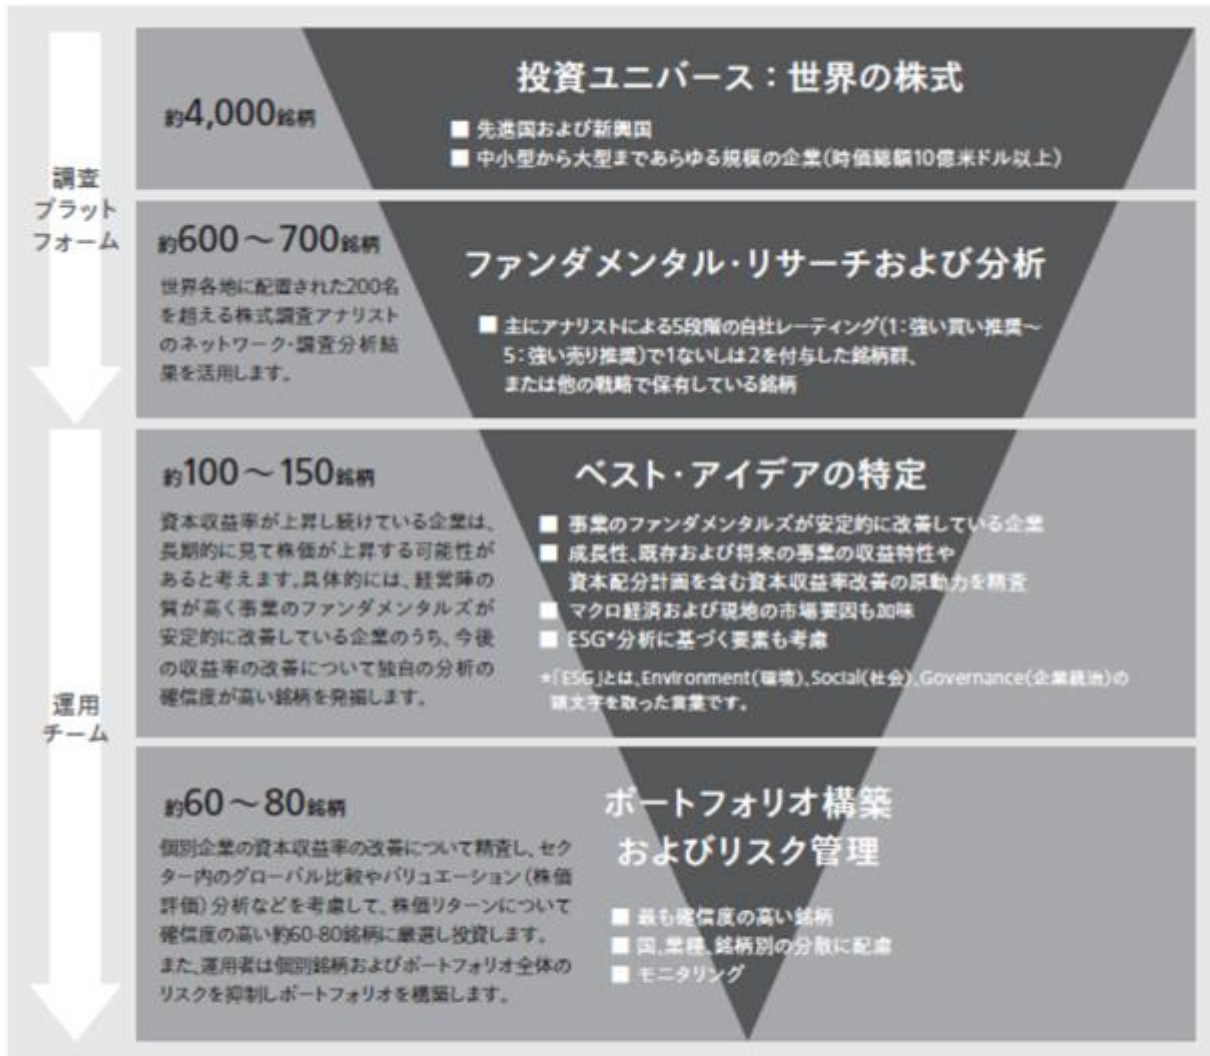 調査
プラット
フォーム
約4,000銘柄
投資ユニバース：世界の株式
■ 先進国および新興国
■ 中小型から大型まであらゆる規模の企業(時価総額10億米ドル以上)
約600～700銘柄
世界各地に配置された200名
を超える株式調査アナリスト
のネットワーク・調査分析結
果を活用します。
ファンダメンタル・リサーチおよび分析
■ 主にアナリストによる5段階の自社レーティング(1：強い買い推奨～
5：強い売り推奨)で1ないしは2を付与した銘柄群、
または他の戦略で保有している銘柄
運用
チーム
約100～150銘柄
資本収益率が上昇し続けている企業は、
長期的に見て株価が上昇する可能性が
あると考えます。具体的には、経営陣の
質が高く事業のファンダメンタルズが
安定的に改善している企業のうち、今後
の収益率の改善について独自の分析の
確信度が高い銘柄を発掘します。
ベスト・アイデアの特定
■ 事業のファンダメンタルズが安定的に改善している企業
■ 成長性、既存および将来の事業の収益特性や
資本配分計画を含む資本収益率改善の原動力を精査
■ マクロ経済および現地の市場要因も加味
■ ESG*分析に基づく要素も考慮
*「ESG」とは、Environment(環境)、Social(社会)、Governance(企業統治)の
頭文字を取った言葉です。
約60～80銘柄
個別企業の資本収益率の改善について精査し、セク
ター内のグローバル比較やバリュエーション(株価
評価)分析などを考慮して、株価リターンについて
確信度の高い約60-80銘柄に厳選し投資します。
また、運用者は個別銘柄およびポートフォリオ全体の
リスクを抑制しポートフォリオを構築します。
ポートフォリオ構築
およびリスク管理
■ 最も確信度の高い銘柄
■ 国、業種、銘柄別の分散に配慮
■ モニタリング